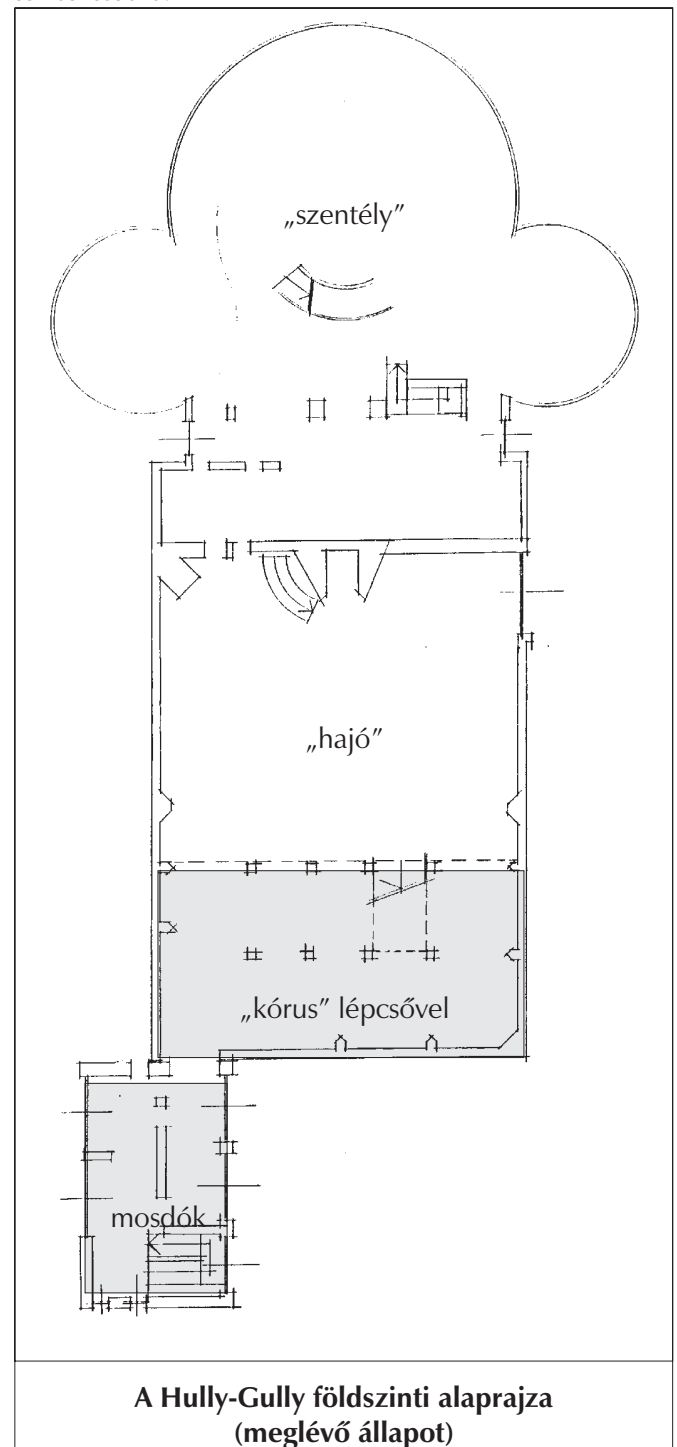 „szentély”
„hajó”
„kórus” lépcsővel
mosdók
A Hully-Gully földszinti alaprajza
(meglévő állapot)